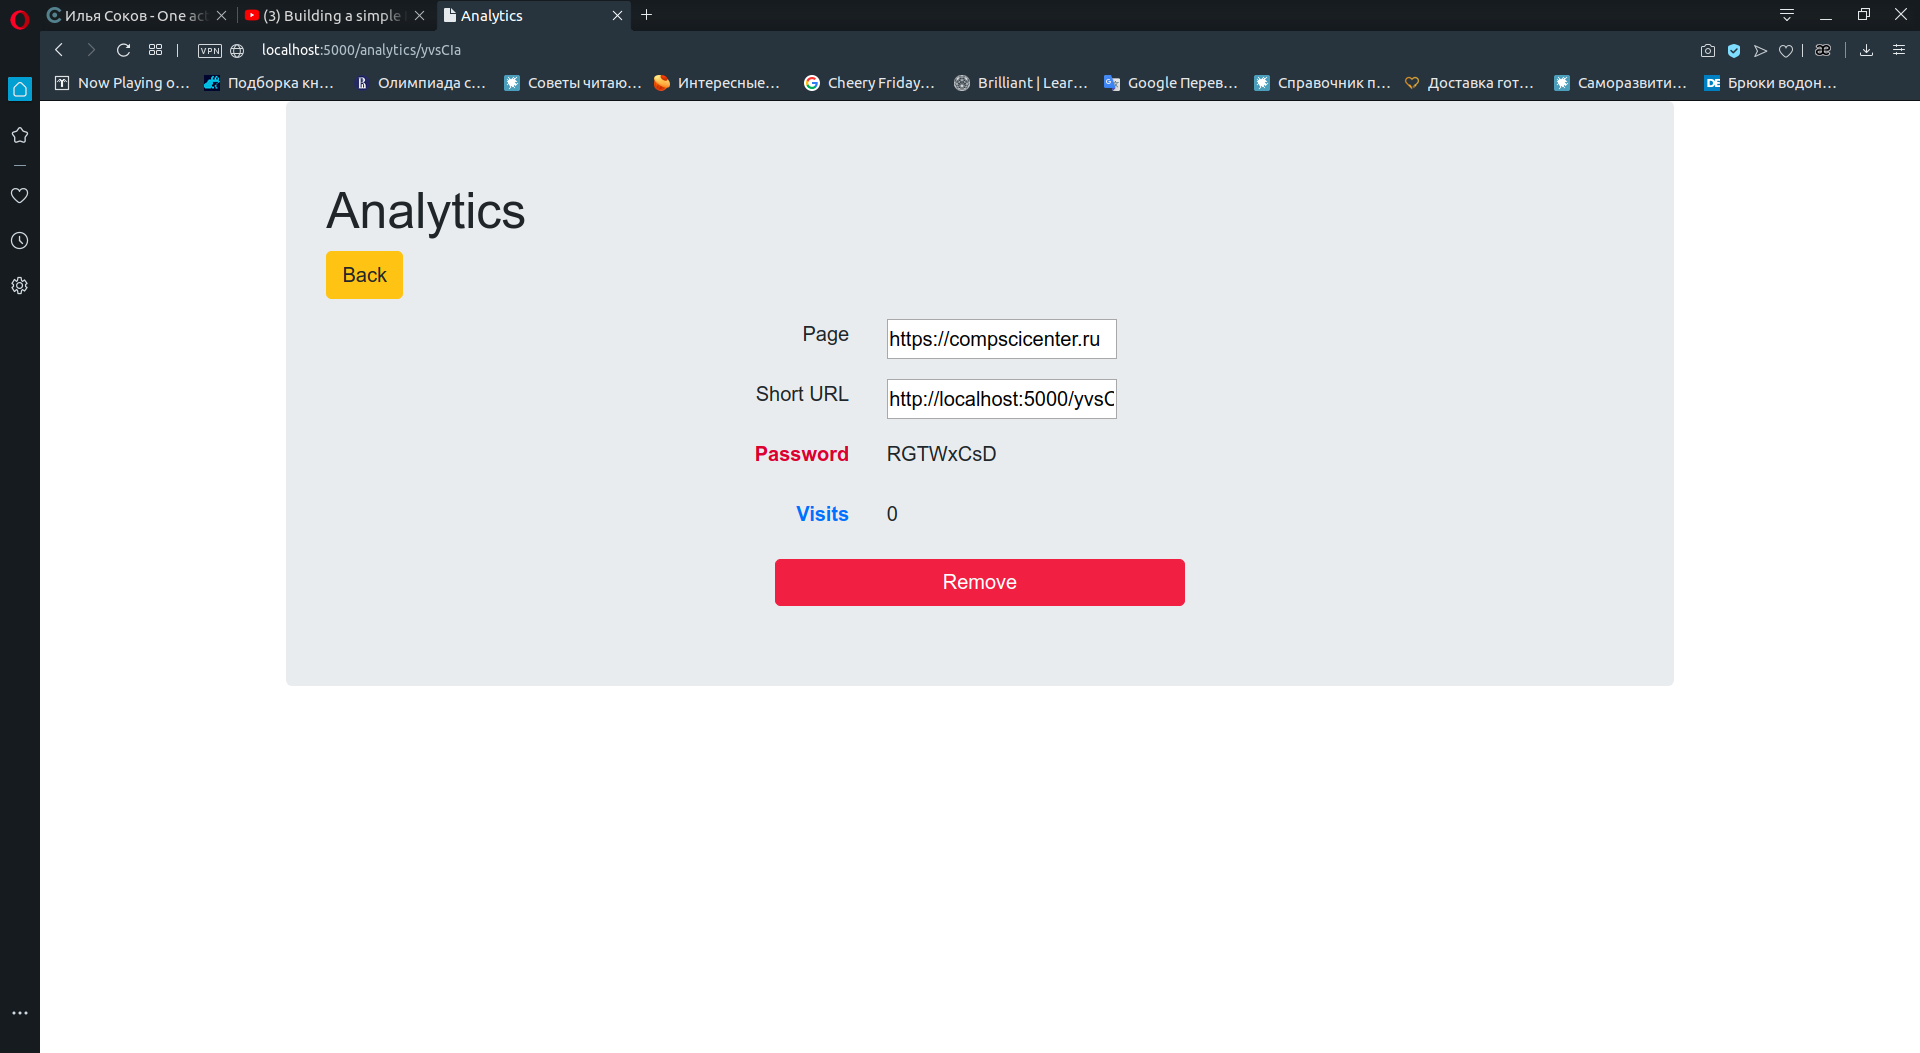 Илья Соков - One act
(3) Building a simple
Analytics
VPN
localhost:5000/analytics/yvsCIa
Now Playing o...
Подборка кн...
Олимпиада с...
Советы читаю...
Интересные...
Cheery Friday...
Brilliant | Lear...
Google Перев...
Справочник п...
Доставка гот...
Саморазвити...
DE
Брюки водон...
Analytics
Back
Page https://compscicenter.ru
Short URL http://localhost:5000/yvsC
Password RGTWxCsD
Visits 0
Remove